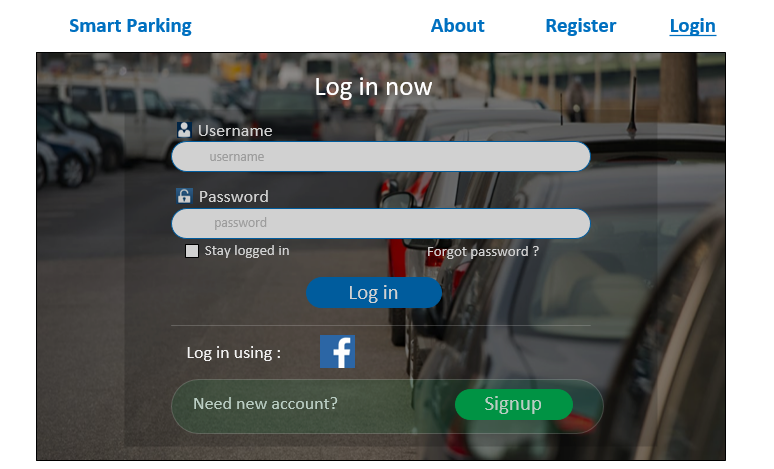 Smart Parking About Register Login
Log in now
Username
username
Password
password
Stay logged in Forgot password ?
Log in
Log in using : f
Need new account? Signup